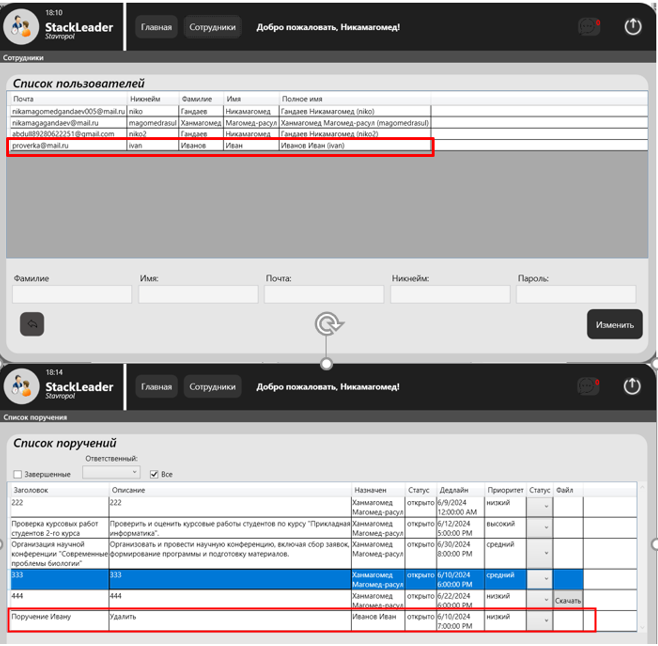 18:10
StackLeader
Stavropol
Главная Сотрудники Добро пожаловать, Никамагомед!
Сотрудники
Список пользователей
Почта Никнейм Фамилие Имя Полное имя
nikamagomedgandaev005@mail.ru niko Гандаев Никамагомед Гандаев Никамагомед (niko)
nikamagagandaev@mail.ru magomedrasul Ханмагомед Магомед-расул Ханмагомед Магомед-расул (magomedrasul)
abdull89280622251@gmail.com niko2 Гандаев Никамагомед Гандаев Никамагомед (niko2)
proverka@mail.ru ivan Иванов Иван Иванов Иван (ivan)
Фамилие Имя: Почта: Никнейм: Пароль:
Изменить
18:14
StackLeader
Stavropol
Главная Сотрудники Добро пожаловать, Никамагомед!
Список поручения
Список поручений
Ответственный:
Завершенные Все
Заголовок Описание Назначен Статус Дедлайн Приоритет Статус Файл
222 222 Ханмагомед открыто 6/9/2024 низкий
Магомед-расул 12:00:00 AM
Проверка курсовых работ Проверить и оценить курсовые работы студентов по курсу "Прикладная Ханмагомед открыто 6/12/2024 высокий
студентов 2-го курса информатика". Магомед-расул 5:00:00 PM
Организация научной Организовать и провести научную конференцию, включая сбор заявок, Ханмагомед открыто 6/30/2024 средний
конференции "Современные формирование программы и подготовку материалов. Магомед-расул 8:00:00 PM
проблемы биологии"
333 333 Ханмагомед открыто 6/10/2024 средний
Магомед-расул 6:00:00 PM
444 444 Ханмагомед открыто 6/22/2024 низкий Скачать
Магомед-расул 6:00:00 PM
Поручение Ивану Удалить Иванов Иван открыто 6/10/2024 низкий
7:00:00 PM